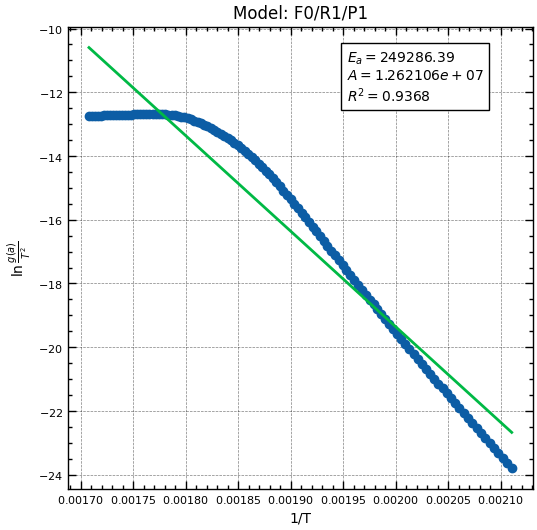 Model: F0/R1/P1
E_a = 249286.39
A = 1.262106e + 07
R^2 = 0.9368
−10
−12
−14
−16
−18
−20
−22
−24
ln g(a)/T^2
0.00170 0.00175 0.00180 0.00185 0.00190 0.00195 0.00200 0.00205 0.00210
1/T